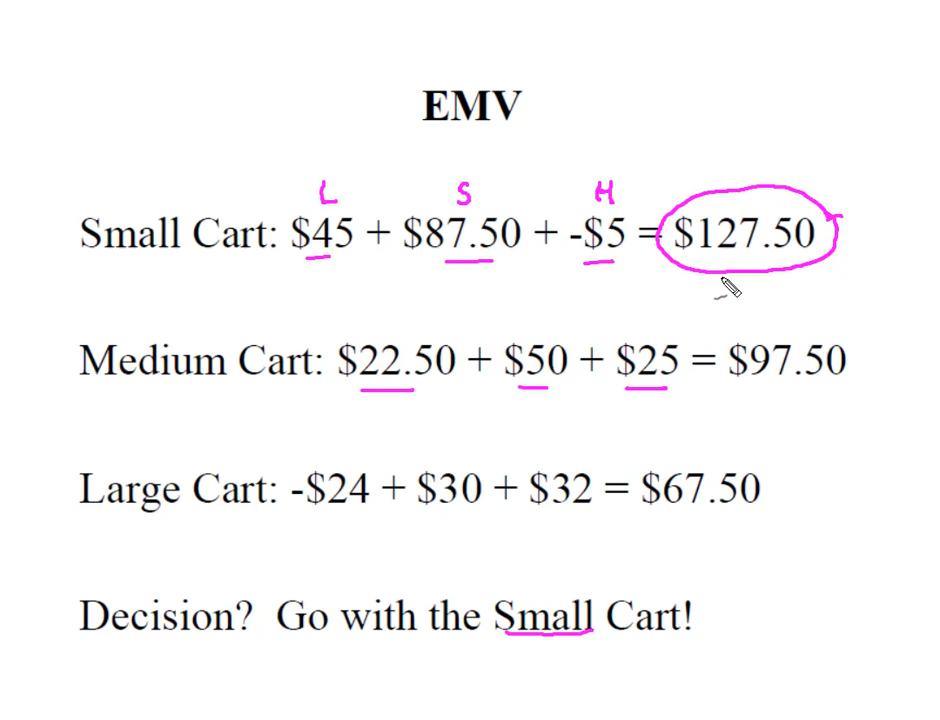 EMV
L S H
Small Cart: $45 + $87.50 + -$5 = $127.50
Medium Cart: $22.50 + $50 + $25 = $97.50
Large Cart: -$24 + $30 + $32 = $67.50
Decision? Go with the Small Cart!